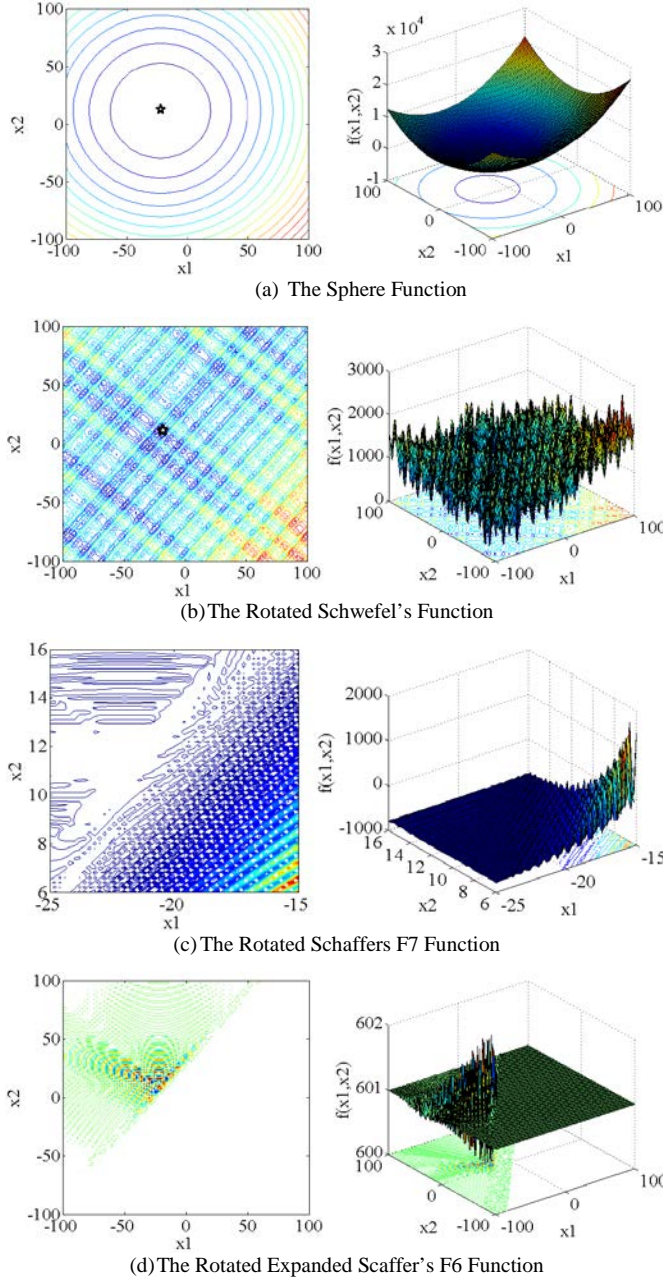 100
50
0
-50
-100
x2
-100 -50 0 50 100
x1
x 10⁴
3
2
1
0
-1
f(x1,x2)
100
0
-100
x2
-100
0
100
x1
(a) The Sphere Function
100
50
0
-50
-100
x2
-100 -50 0 50 100
x1
3000
2000
1000
0
f(x1,x2)
100
0
-100
x2
-100
0
100
x1
(b) The Rotated Schwefel's Function
16
14
12
10
8
6
x2
-25 -20 -15
x1
2000
1000
0
-1000
f(x1,x2)
16
14
12
10
8
6
x2
-25
-20
-15
x1
(c) The Rotated Schaffers F7 Function
100
50
0
-50
-100
x2
-100 -50 0 50 100
x1
602
601
600
f(x1,x2)
100
0
-100
x2
-100
0
100
x1
(d) The Rotated Expanded Scaffer's F6 Function